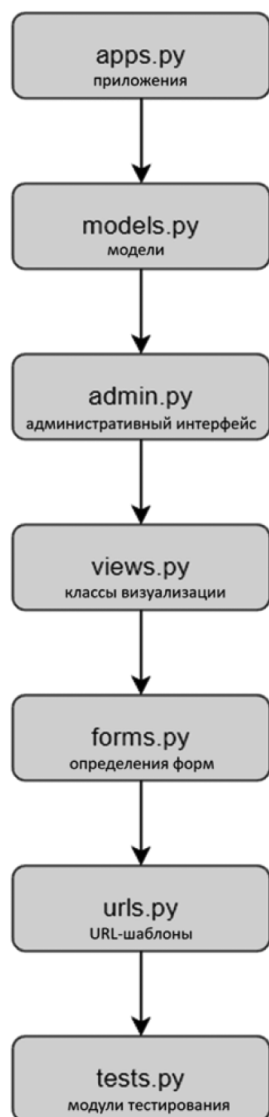 apps.py
приложения
models.py
модели
admin.py
административный интерфейс
views.py
классы визуализации
forms.py
определения форм
urls.py
URL-шаблоны
tests.py
модули тестирования